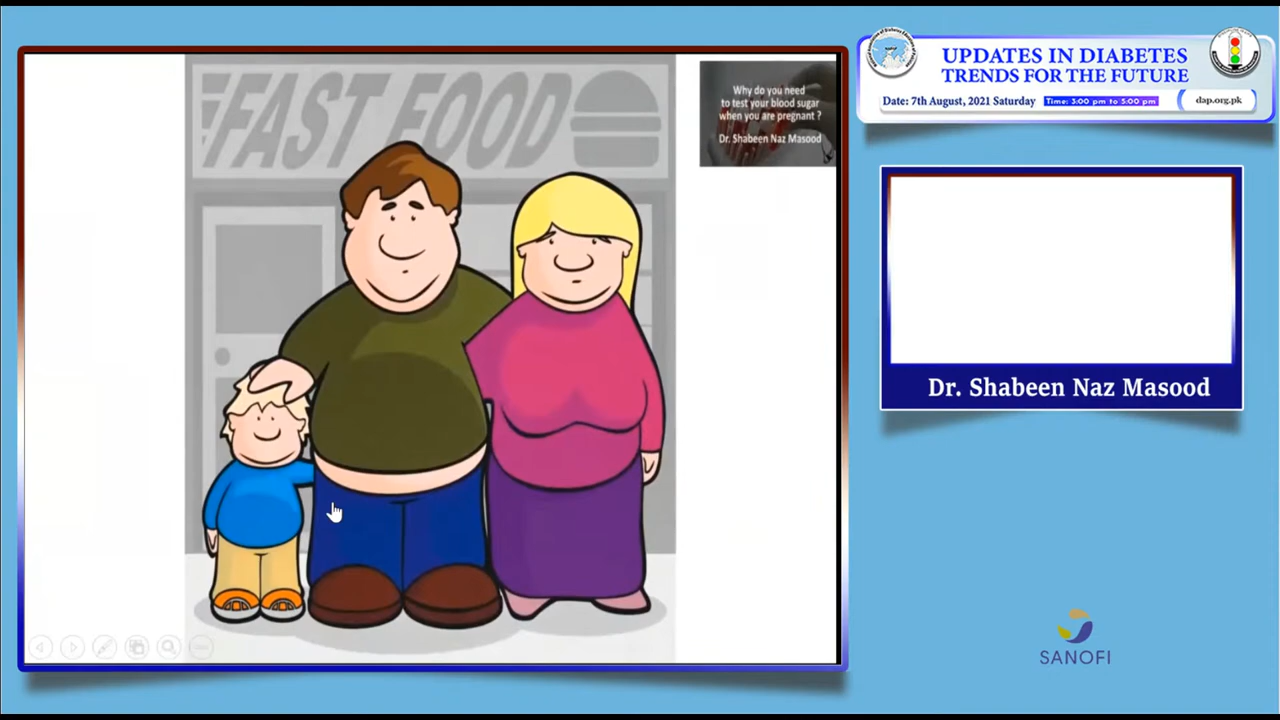 FAST FOOD
Why do you need
to test your blood sugar
when you are pregnant ?
Dr. Shabeen Naz Masood
UPDATES IN DIABETES
TRENDS FOR THE FUTURE
Date: 7th August, 2021 Saturday
Time: 3:00 pm to 5:00 pm
dap.org.pk
Dr. Shabeen Naz Masood
SANOFI